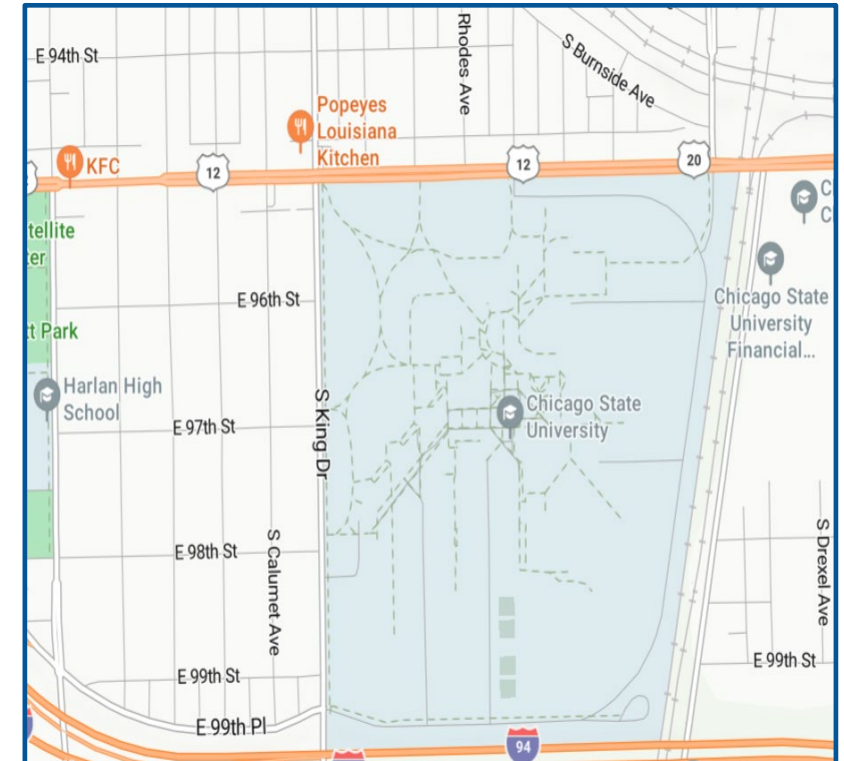 E 94th St
Rhodes Ave
S Burnside Ave
Popeyes
Louisiana
Kitchen
KFC
12
12
20
tellite
er
C
C
E 96th St
Chicago State
University
Financial...
t Park
Harlan High
School
S King Dr
Chicago State
University
E 97th St
E 98th St
S Calumet Ave
S Drexel Ave
E 99th St
E 99th St
E 99th Pl
94